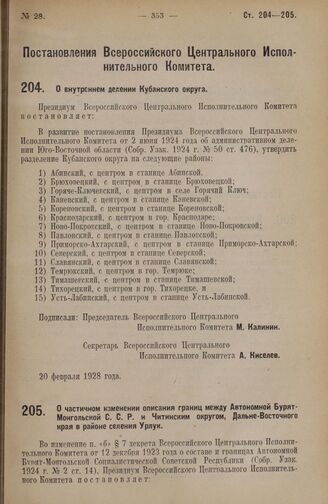 № 28. — 353 — Ст. 204—205.
Постановления Всероссийского Центрального Испол-
нительного Комитета.
204. О внутреннем делении Кубанского округа.
Президиум Всероссийского Центрального Исполнительного Комитета
постановляет:
В развитие постановления Президиума Всероссийского Центрального
Исполнительного Комитета от 2 июня 1924 года об административном деле-
нии Юго-Восточной области (Собр. Узак. 1924 г. № 50 ст. 476), утвердить
разделение Кубанского округа на следующие районы:
1) Абинский, с центром в станице Абинской.
2) Брюховецкий, с центром в станице Брюховецкой;
3) Горяче-Ключевский, с центром в селе Горячий Ключ;
4) Каневский, с центром в станице Каневской;
5) Кореновский, с центром в станице Кореновской;
6) Краснодарский, с центром в гор. Краснодаре;
7) Ново-Покровский, с центром в станице Ново-Покровской;
8) Павловский, с центром в станице Павловской;
9) Приморско-Ахтарский, с центром в станице Приморско-Ахтарской;
10) Северский, с центром в станице Северской;
11) Славянский, с центром в станице Славянской;
12) Темрюкский, с центром в гор. Темрюке;
13) Тимашевский, с центром в станице Тимашевской;
14) Тихорецкий, с центром в гор. Тихорецке, и
15) Усть-Лабинский, с центром в станице Усть-Лабинской.
Подписали: Председатель Всероссийского Центрального
Исполнительного Комитета М. Калинин.
Секретарь Всероссийского Центрального
Исполнительного Комитета А. Киселев.
20 февраля 1928 года.
205. О частичном изменении описания границ между Автономной Бурят-
Монгольской С. С. Р. и Читинским округом, Дальне-Восточного
края в районе селения Урлук.
Во изменение п. «б» § 7 декрета Всероссийского Центрального Исполни-
тельного Комитета от 12 декабря 1923 года о составе и границах Автономной
Бурят-Монгольской Социалистической Советской Республики (Собр. Узак.
1924 г. № 2 ст. 14), Президиум Всероссийского Центрального Исполнитель-
ного Комитета постановляет: